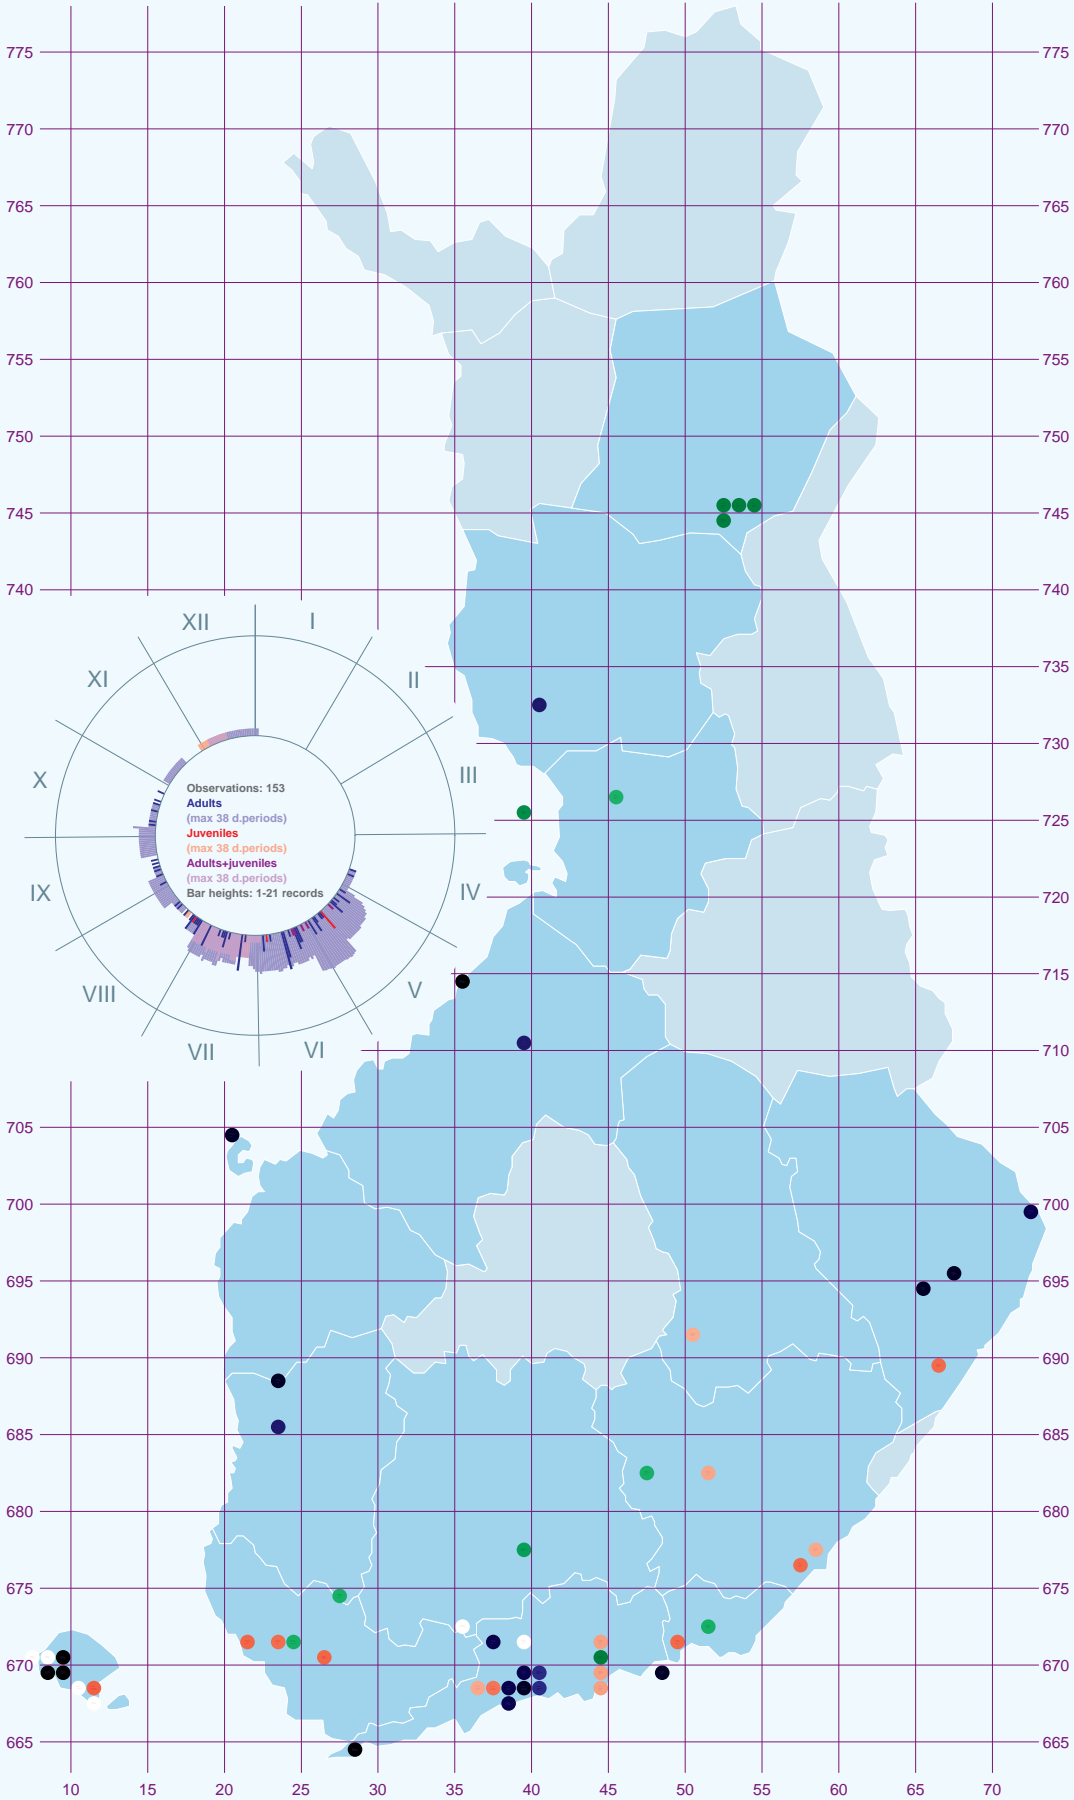 775 775
770 770
765 765
760 760
755 755
750 750
745 745
740 740
XII I
XI II
735
730
X III
725
IX IV
720
Observations: 153
Adults
(max 38 d.periods)
Juveniles
(max 38 d.periods)
Adults+juveniles
(max 38 d.periods)
Bar heights: 1-21 records
715
VIII V
VII VI
710
705 705
700 700
695 695
690 690
685 685
680 680
675 675
670 670
665 665
10 15 20 25 30 35 40 45 50 55 60 65 70